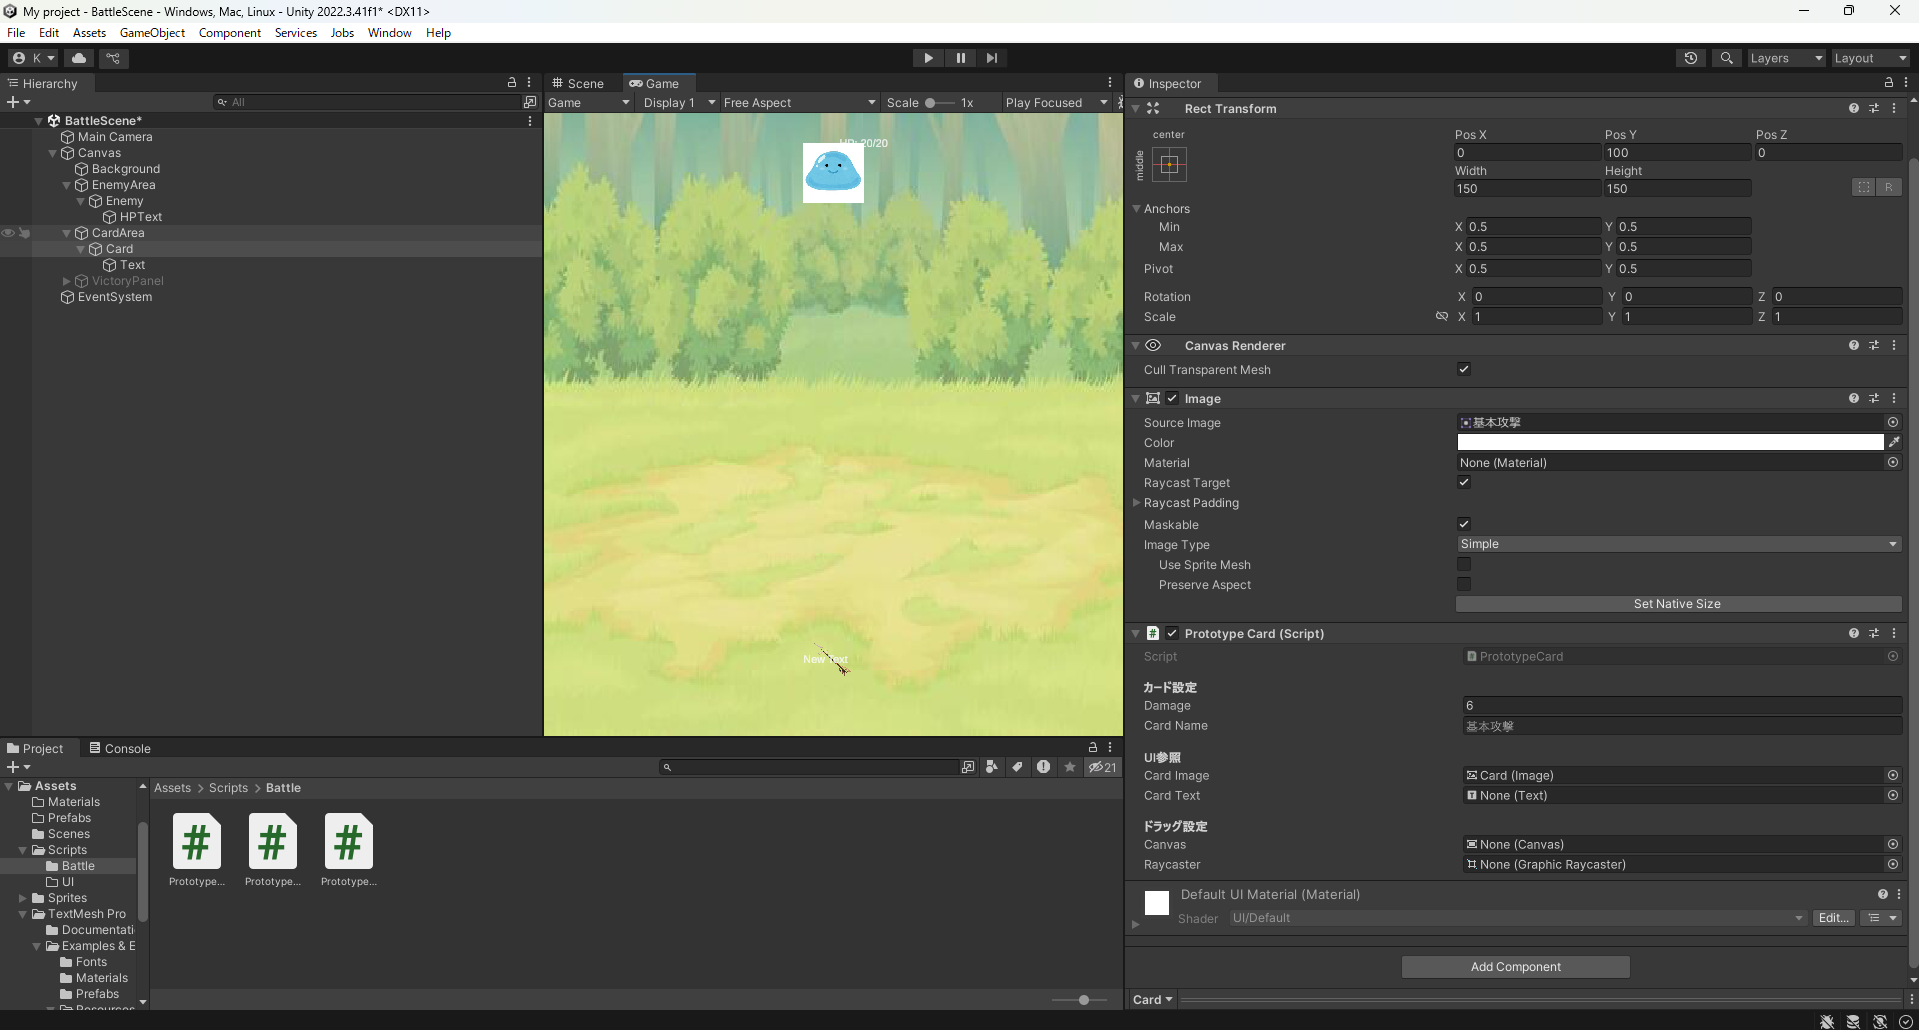 My project - BattleScene - Windows, Mac, Linux - Unity 2022.3.41f1* <DX11>
File Edit Assets GameObject Component Services Jobs Window Help
K Layers Layout
Hierarchy
All
BattleScene*
Main Camera
Canvas
Background
EnemyArea
Enemy
HPText
CardArea
Card
Text
VictoryPanel
EventSystem
Scene Game
Game Display 1 Free Aspect Scale 1x Play Focused
20/20
New Text
Project Console
21
Assets
Materials
Prefabs
Scenes
Scripts
Battle
UI
Sprites
TextMesh Pro
Documentati
Examples & E
Fonts
Materials
Prefabs
Assets > Scripts > Battle
Prototype... Prototype... Prototype...
Inspector
Rect Transform
center
middle
Pos X Pos Y Pos Z
0 100 0
Width Height
150 150
R
Anchors
Min X 0.5 Y 0.5
Max X 0.5 Y 0.5
Pivot X 0.5 Y 0.5
Rotation X 0 Y 0 Z 0
Scale X 1 Y 1 Z 1
Canvas Renderer
Cull Transparent Mesh
Image
Source Image 基本攻撃
Color
Material None (Material)
Raycast Target
Raycast Padding
Maskable
Image Type Simple
Use Sprite Mesh
Preserve Aspect
Set Native Size
# Prototype Card (Script)
Script PrototypeCard
カード設定
Damage 6
Card Name 基本攻撃
UI参照
Card Image Card (Image)
Card Text None (Text)
ドラッグ設定
Canvas None (Canvas)
Raycaster None (Graphic Raycaster)
Default UI Material (Material)
Shader UI/Default Edit...
Add Component
Card